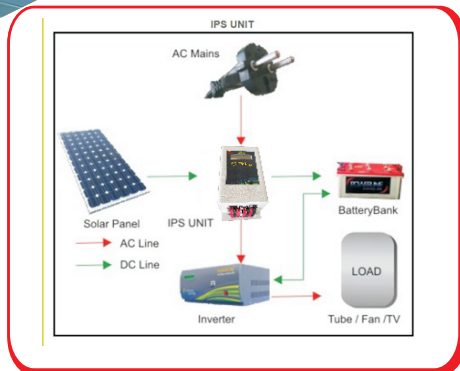 IPS UNIT
AC Mains
Solar Panel
IPS UNIT
BatteryBank
AC Line
DC Line
LOAD
Inverter
Tube / Fan /TV